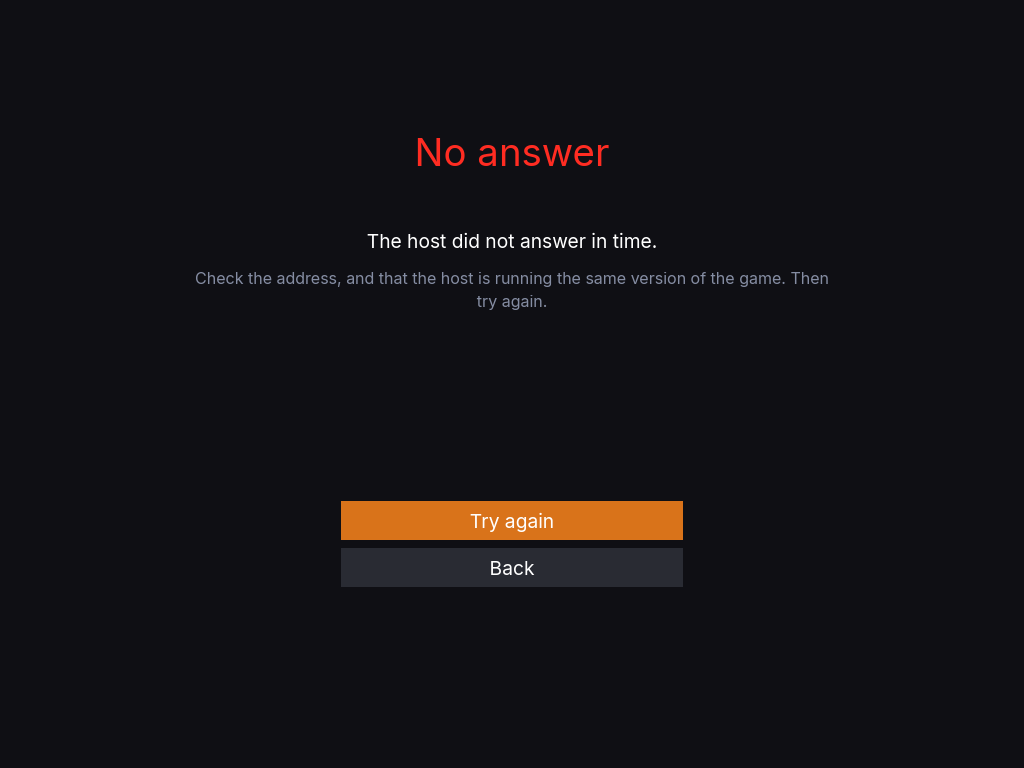 No answer
The host did not answer in time.
Check the address, and that the host is running the same version of the game. Then
try again.
Try again
Back